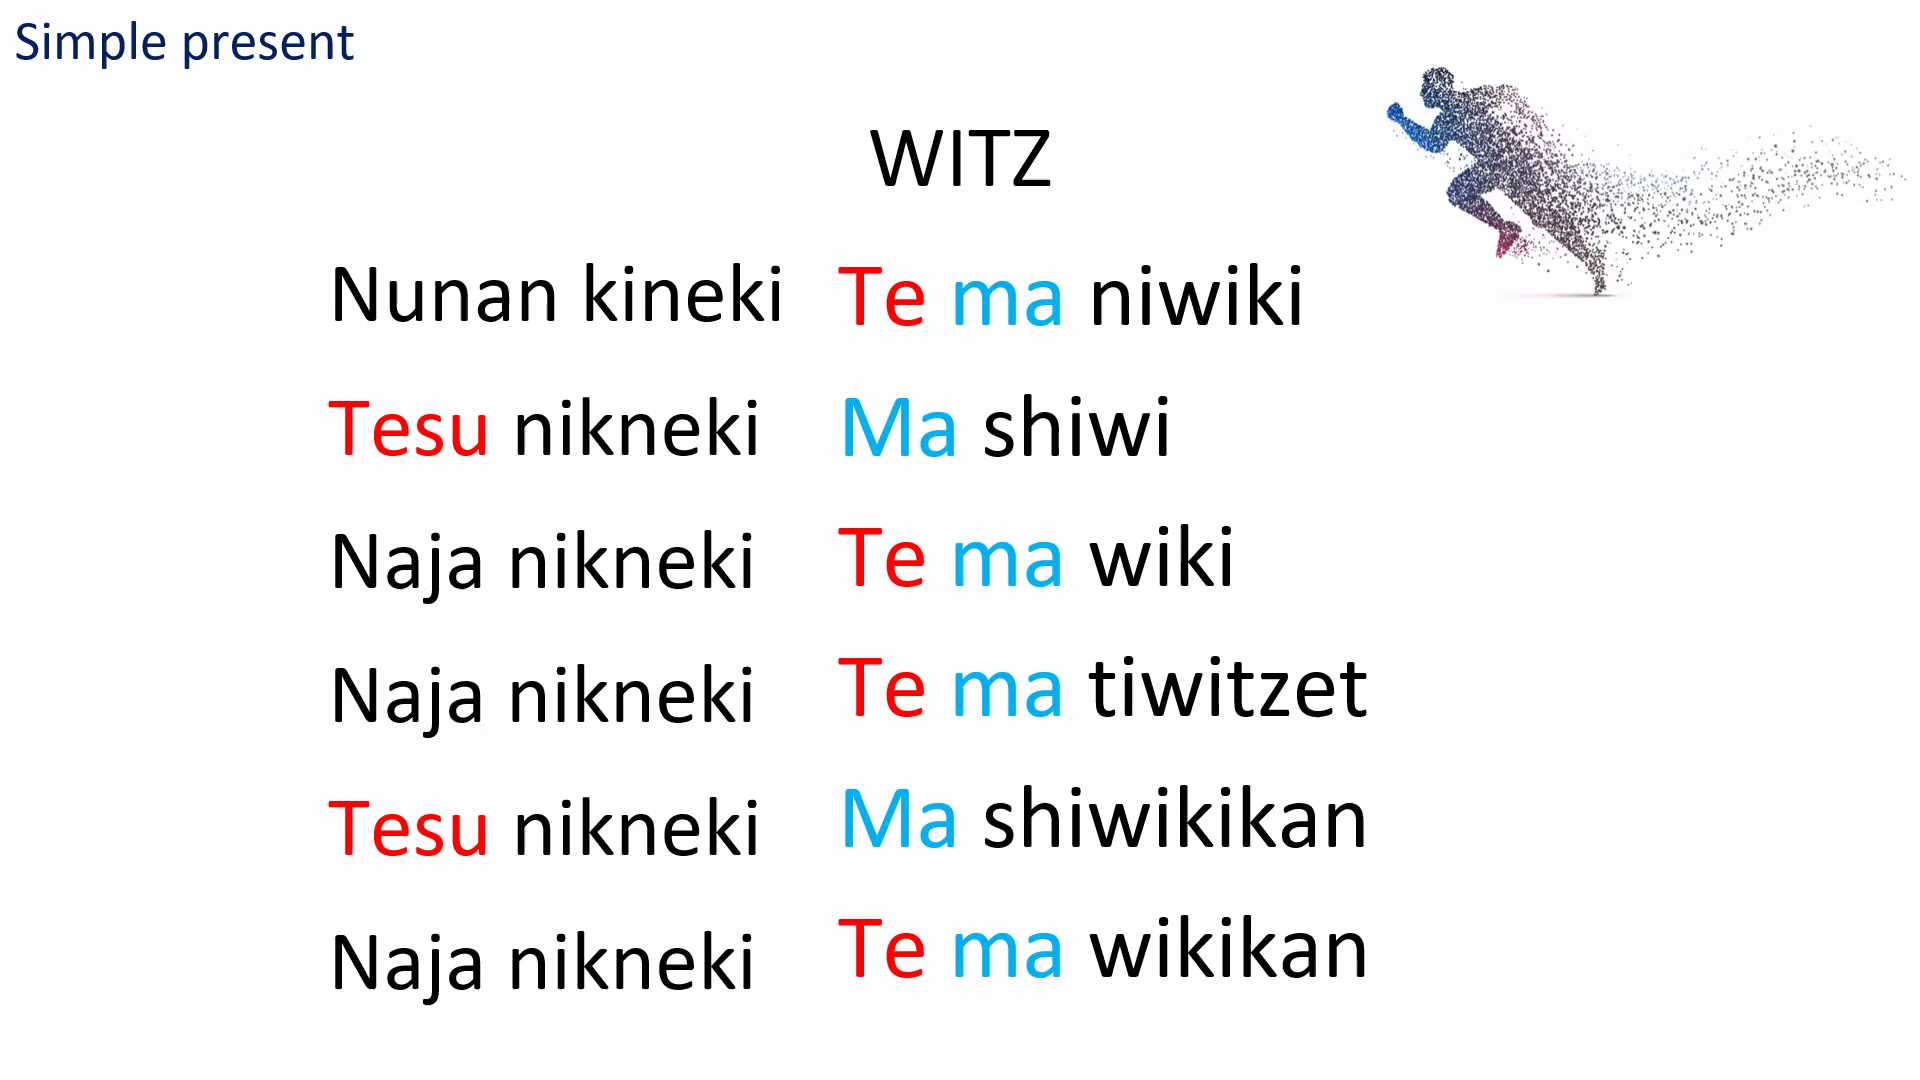 Simple present
WITZ
Nunan kineki Te ma niwiki
Tesu nikneki Ma shiwi
Naja nikneki Te ma wiki
Naja nikneki Te ma tiwitzet
Tesu nikneki Ma shiwikikan
Naja nikneki Te ma wikikan